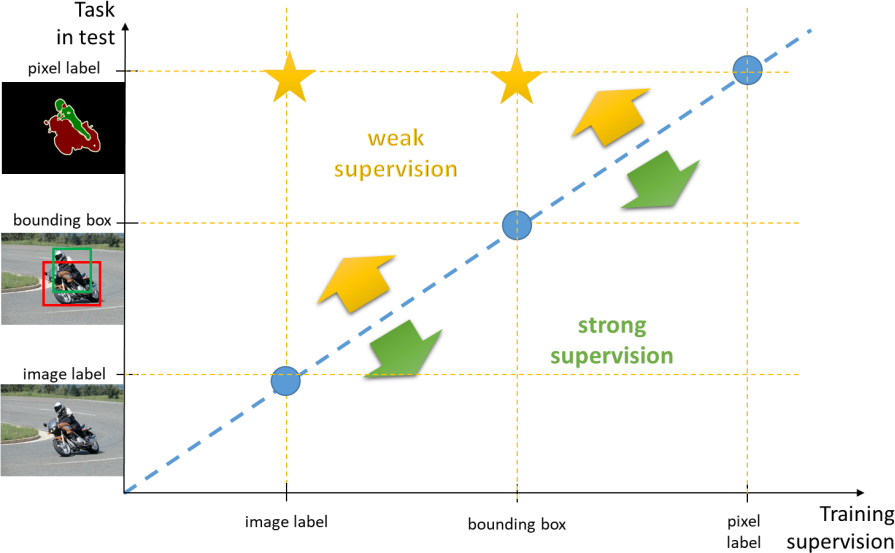 Task
in test
pixel label
weak
supervision
bounding box
strong
supervision
image label
image label
bounding box
pixel
label
Training
supervision